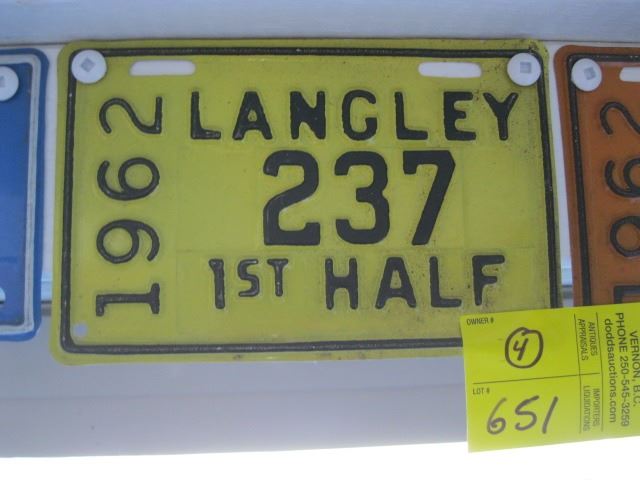 1962
LANGLEY
237
1ST HALF
1962
OWNER #
4
LOT #
651
ANTIQUES
APPRAISALS
IMPORTERS
LIQUIDATIONS
VERNON, B.C.
PHONE 250-545-3259
doddsauctions.com